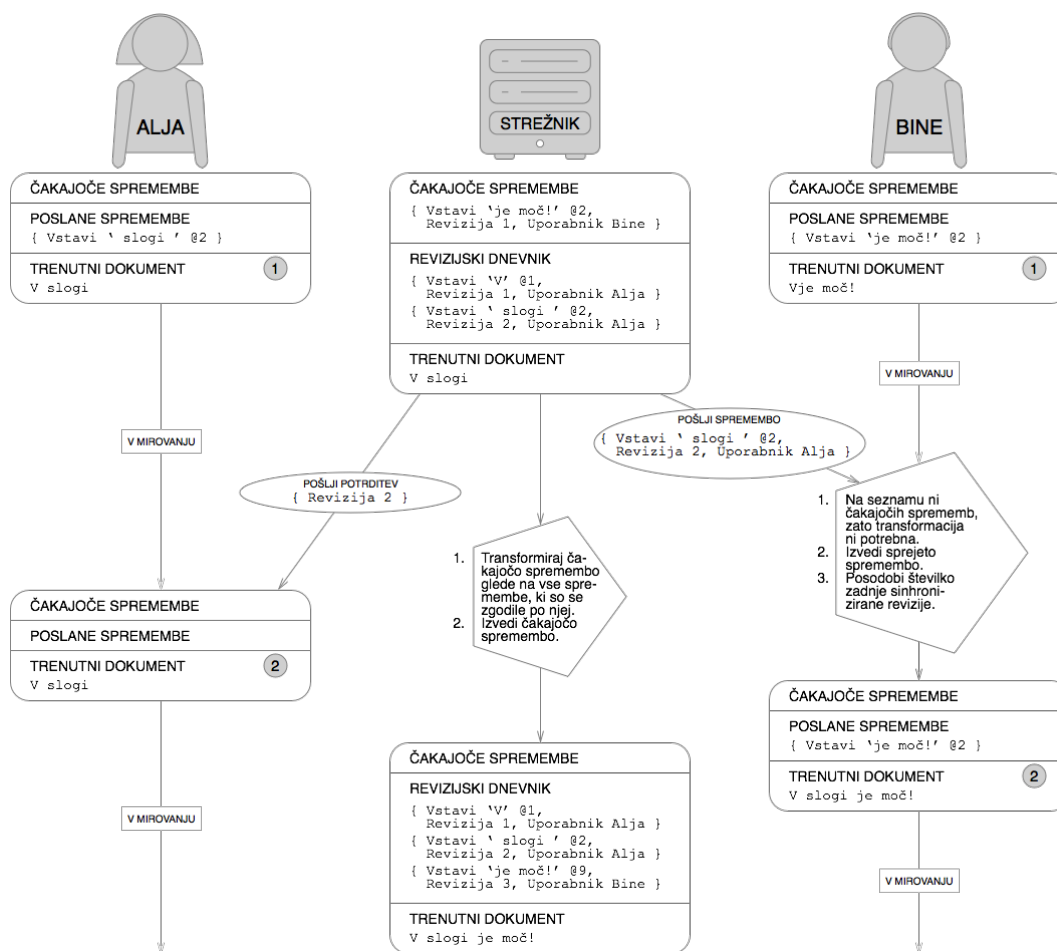 ALJA
STREŽNIK
BINE
ČAKAJOČE SPREMEMBE
POSLANE SPREMEMBE
{ Vstavi ‘ slogi ’ @2 }
TRENUTNI DOKUMENT
1
V slogi
ČAKAJOČE SPREMEMBE
{ Vstavi ‘je moč!’ @2,
Revizija 1, Uporabnik Bine }
REVIZIJSKI DNEVNIK
{ Vstavi ‘V’ @1,
Revizija 1, Uporabnik Alja }
{ Vstavi ‘ slogi ’ @2,
Revizija 2, Uporabnik Alja }
TRENUTNI DOKUMENT
V slogi
ČAKAJOČE SPREMEMBE
POSLANE SPREMEMBE
{ Vstavi ‘je moč!’ @2 }
TRENUTNI DOKUMENT
1
Vje moč!
V MIROVANJU
V MIROVANJU
POŠLJI POTRDITEV
{ Revizija 2 }
POŠLJI SPREMEMBO
{ Vstavi ‘ slogi ’ @2,
Revizija 2, Uporabnik Alja }
1. Transformiraj ča-
kajočo spremembo
glede na vse spre-
membe, ki so se
zgodile po njej.
2. Izvedi čakajočo
spremembo.
1. Na seznamu ni
čakajočih sprememb,
zato transformacija
ni potrebna.
2. Izvedi sprejeto
spremembo.
3. Posodobi številko
zadnje sinhroni-
zirane revizije.
ČAKAJOČE SPREMEMBE
POSLANE SPREMEMBE
TRENUTNI DOKUMENT
2
V slogi
V MIROVANJU
ČAKAJOČE SPREMEMBE
REVIZIJSKI DNEVNIK
{ Vstavi ‘V’ @1,
Revizija 1, Uporabnik Alja }
{ Vstavi ‘ slogi ’ @2,
Revizija 2, Uporabnik Alja }
{ Vstavi ‘je moč!’ @9,
Revizija 3, Uporabnik Bine }
TRENUTNI DOKUMENT
V slogi je moč!
ČAKAJOČE SPREMEMBE
POSLANE SPREMEMBE
{ Vstavi ‘je moč!’ @2 }
TRENUTNI DOKUMENT
2
V slogi je moč!
V MIROVANJU